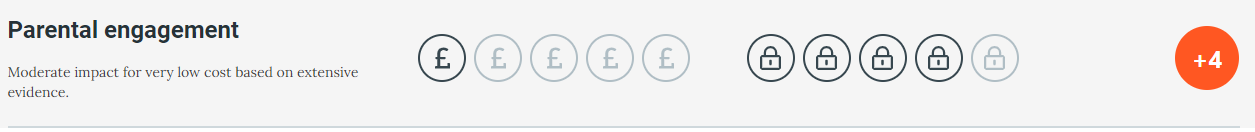 Parental engagement
Moderate impact for very low cost based on extensive
evidence.
£ £ £ £ £
+4